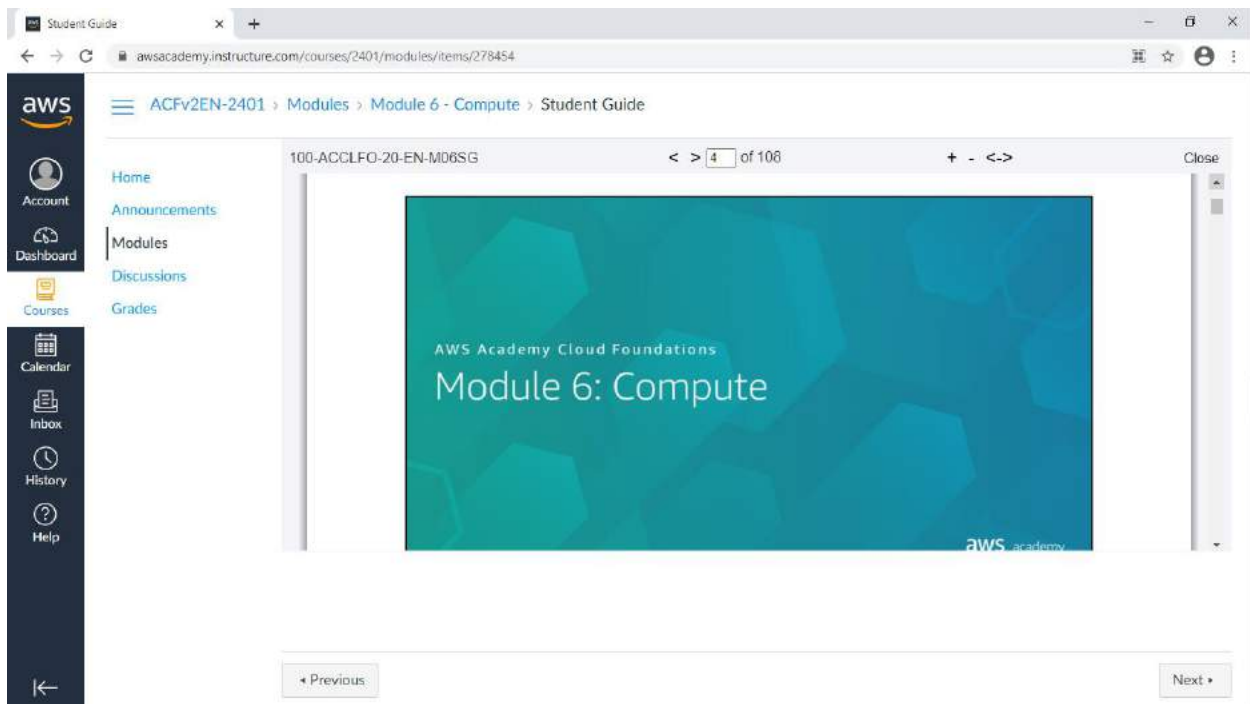 Student Guide
awsacademy.instructure.com/courses/2401/modules/items/278454
aws
ACFv2EN-2401 > Modules > Module 6 - Compute > Student Guide
100-ACCLFO-20-EN-M06SG < > 4 of 108 + - <-> Close
Account
Dashboard
Courses
Calendar
Inbox
History
Help
Home
Announcements
Modules
Discussions
Grades
AWS Academy Cloud Foundations
Module 6: Compute
aws academy
◂ Previous
Next ▸